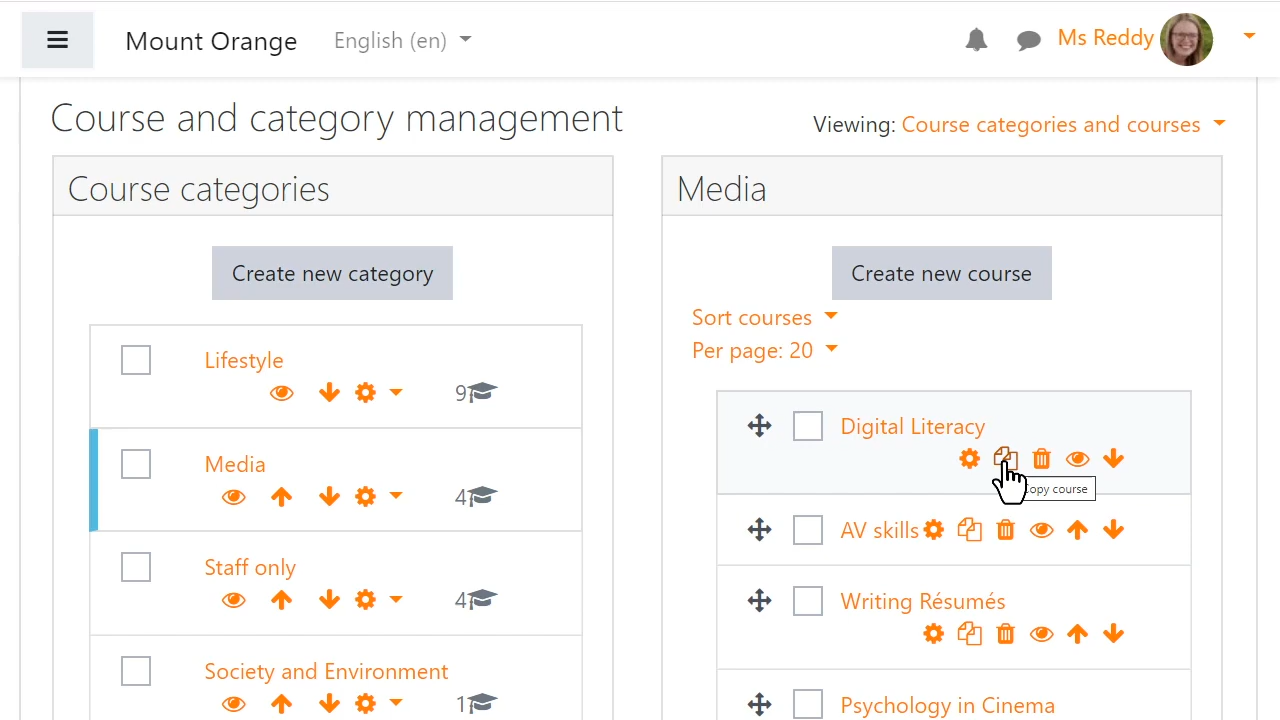 Mount Orange
English (en)
Ms Reddy
Course and category management
Viewing: Course categories and courses
Course categories
Create new category
Lifestyle
9
Media
4
Staff only
4
Society and Environment
1
Media
Create new course
Sort courses
Per page: 20
Digital Literacy
opy course
AV skills
Writing Résumés
Psychology in Cinema